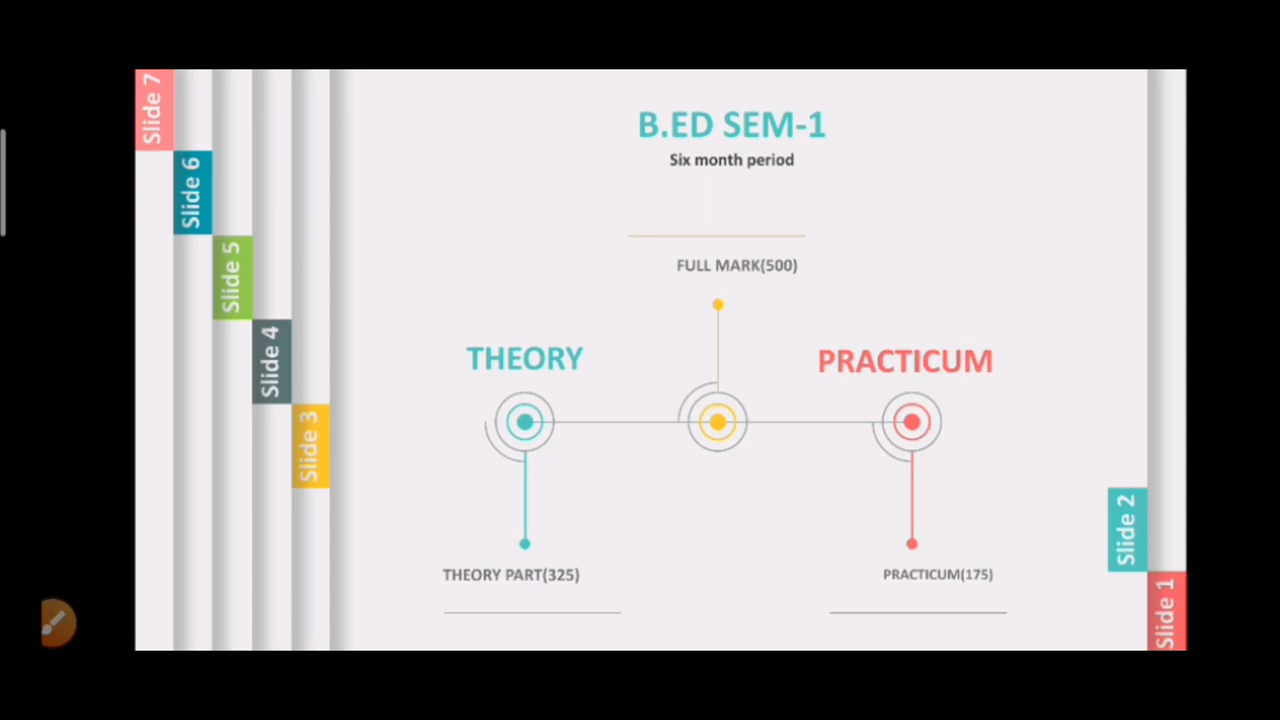 Slide 7
Slide 6
Slide 5
Slide 4
Slide 3
B.ED SEM-1
Six month period
FULL MARK(500)
THEORY
PRACTICUM
THEORY PART(325)
PRACTICUM(175)
Slide 2
Slide 1